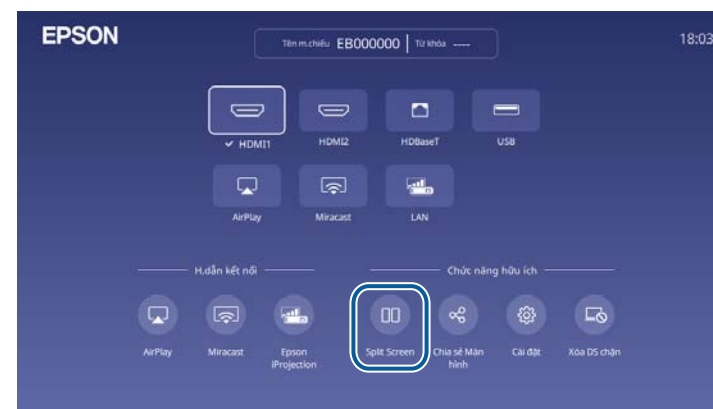 EPSON
Tên m.chiếu EB000000 | Từ khóa ----
18:03
HDMI1
HDMI2
HDBaseT
USB
AirPlay
Miracast
LAN
H.dẫn kết nối
Chức năng hữu ích
AirPlay
Miracast
Epson
iProjection
Split Screen
Chia sẻ Màn
hình
Cài đặt
Xóa DS chặn